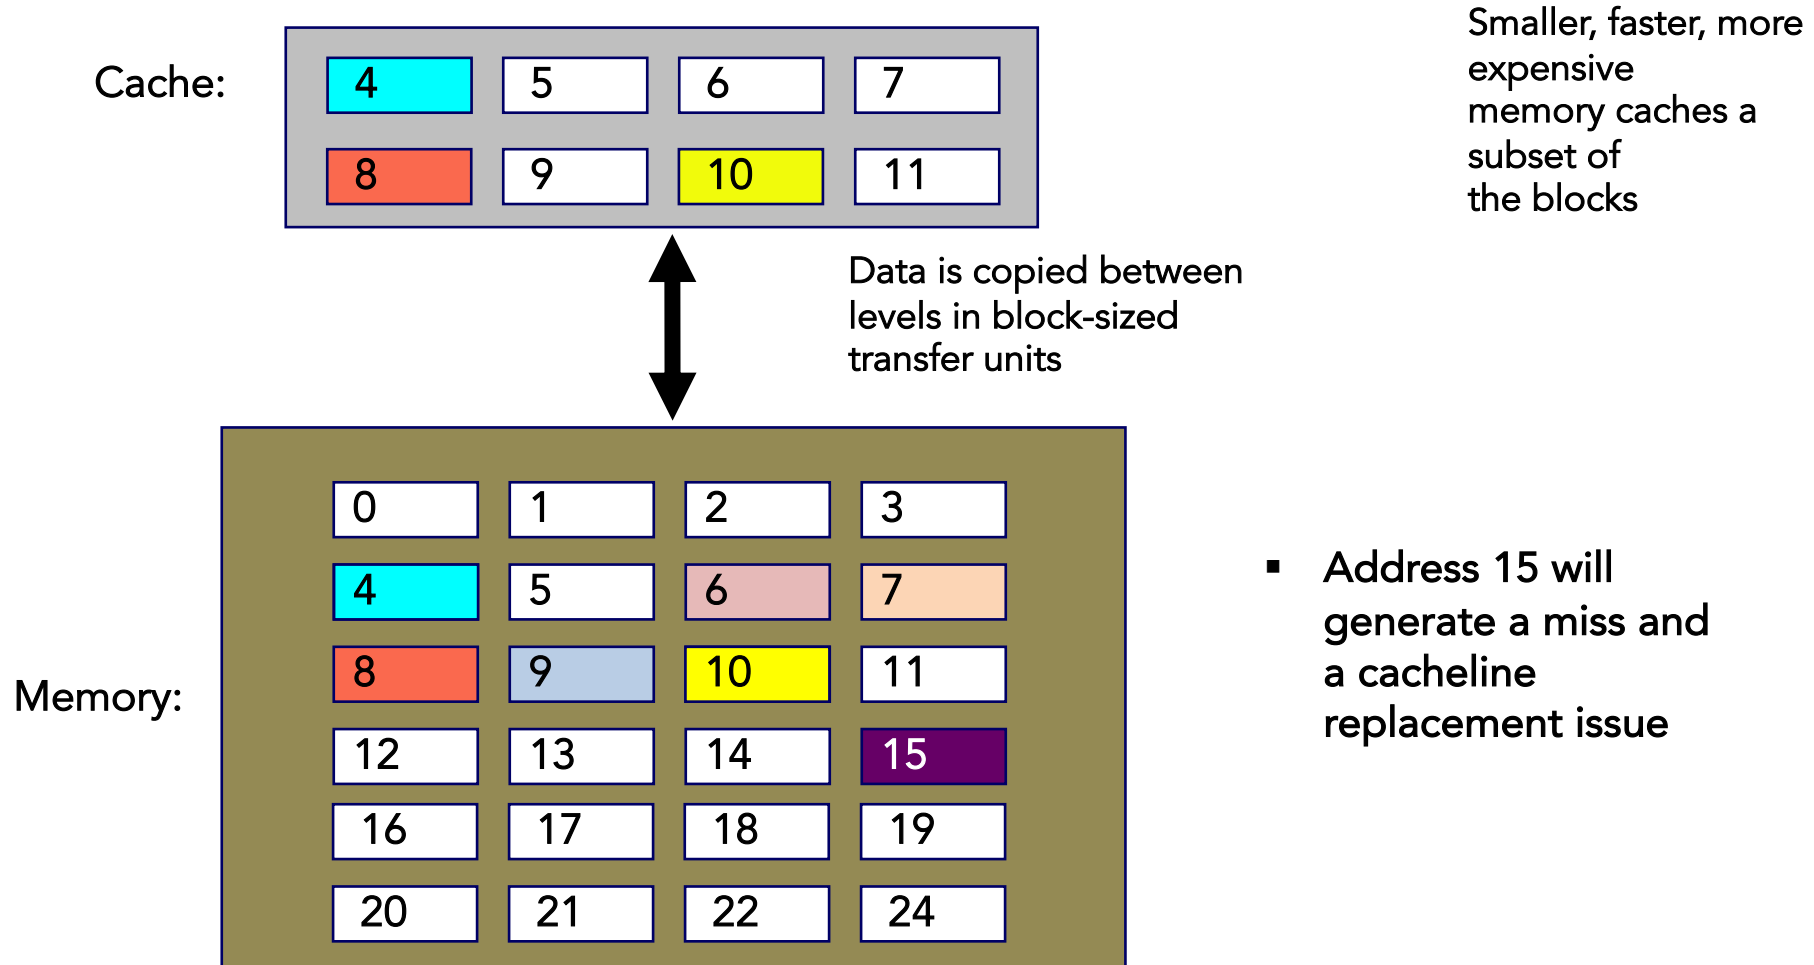 Smaller, faster, more
expensive
memory caches a
subset of
the blocks
Cache:
4 5 6 7
8 9 10 11
Data is copied between
levels in block-sized
transfer units
Memory:
0 1 2 3
4 5 6 7
8 9 10 11
12 13 14 15
16 17 18 19
20 21 22 24
▪ Address 15 will
generate a miss and
a cacheline
replacement issue